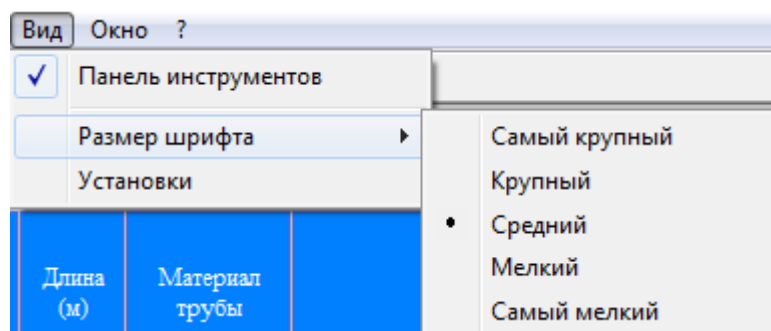 Вид Окно ?
Панель инструментов
Размер шрифта
Установки
Самый крупный
Крупный
Средний
Мелкий
Самый мелкий
Длина
(м)
Материал
трубы